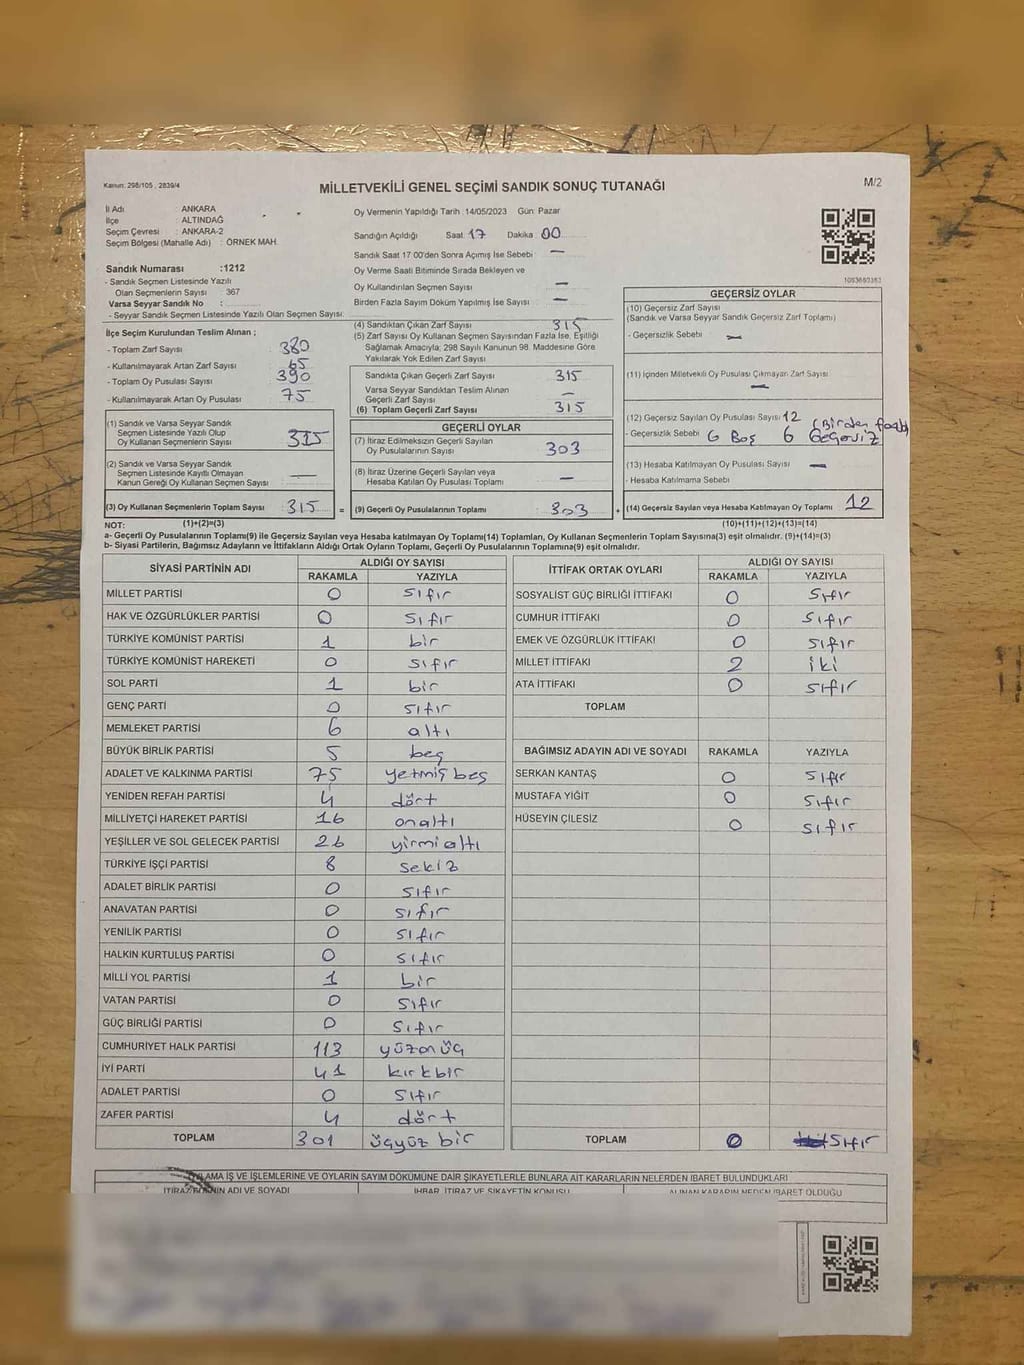 Kanun: 298/105 , 2839/4
MİLLETVEKİLİ GENEL SEÇİMİ SANDIK SONUÇ TUTANAĞI
M/2
İl Adı : ANKARA
İlçe : ALTINDAĞ
Seçim Çevresi : ANKARA-2
Seçim Bölgesi (Mahalle Adı) : ÖRNEK MAH.
Sandık Numarası :1212
- Sandık Seçmen Listesinde Yazılı
Olan Seçmenlerin Sayısı : 367
Varsa Seyyar Sandık No :
- Seyyar Sandık Seçmen Listesinde Yazılı Olan Seçmen Sayısı:
Oy Vermenin Yapıldığı Tarih :14/05/2023 Gün: Pazar
Sandığın Açıldığı Saat 17 Dakika 00
Sandık Saat 17 00'den Sonra Açımış İse Sebebi : —
Oy Verme Saati Bitiminde Sırada Bekleyen ve
Oy Kullandırılan Seçmen Sayısı : —
Birden Fazla Sayım Döküm Yapılmış İse Sayısı : —
İlçe Seçim Kurulundan Teslim Alınan ;
- Toplam Zarf Sayısı : 380
- Kullanılmayarak Artan Zarf Sayısı : 65
- Toplam Oy Pusulası Sayısı : 390
- Kullanılmayarak Artan Oy Pusulası : 75
(1) Sandık ve Varsa Seyyar Sandık
Seçmen Listesinde Yazılı Olup
Oy Kullanan Seçmenlerin Sayısı : 315
(2) Sandık ve Varsa Seyyar Sandık
Seçmen Listesinde Kayıtlı Olmayan
Kanun Gereği Oy Kullanan Seçmen Sayısı : —
(3) Oy Kullanan Seçmenlerin Toplam Sayısı : 315 =
(4) Sandıktan Çıkan Zarf Sayısı : 315
(5) Zarf Sayısı Oy Kullanan Seçmen Sayısından Fazla İse, Eşitliği
Sağlamak Amacıyla; 298 Sayılı Kanunun 98. Maddesine Göre
Yakılarak Yok Edilen Zarf Sayısı :
Sandıkta Çıkan Geçerli Zarf Sayısı : 315
Varsa Seyyar Sandıktan Teslim Alınan
Geçerli Zarf Sayısı : —
(6) Toplam Geçerli Zarf Sayısı : 315
GEÇERLİ OYLAR
(7) İtiraz Edilmeksizin Geçerli Sayılan
Oy Pusulalarının Sayısı : 303
(8) İtiraz Üzerine Geçerli Sayılan veya
Hesaba Katılan Oy Pusulası Toplamı : —
(9) Geçerli Oy Pusulalarının Toplamı : 303 +
1053693383
GEÇERSİZ OYLAR
(10) Geçersiz Zarf Sayısı
(Sandık ve Varsa Seyyar Sandık Geçersiz Zarf Toplamı) :
- Geçersizlik Sebebi : —
(11) İçinden Milletvekili Oy Pusulası Çıkmayan Zarf Sayısı :
—
(12) Geçersiz Sayılan Oy Pusulası Sayısı : 12
- Geçersizlik Sebebi : 6 Boş 6 Geçersiz (Birden fazla)
(13) Hesaba Katılmayan Oy Pusulası Sayısı : —
- Hesaba Katılmama Sebebi :
(14) Geçersiz Sayılan veya Hesaba Katılmayan Oy Toplamı : 12
NOT: (1)+(2)=(3) (10)+(11)+(12)+(13)=(14)
a- Geçerli Oy Pusulalarının Toplamı(9) ile Geçersiz Sayılan veya Hesaba katılmayan Oy Toplamı(14) Toplamları, Oy Kullanan Seçmenlerin Toplam Sayısına(3) eşit olmalıdır. (9)+(14)=(3)
b- Siyasi Partilerin, Bağımsız Adayların ve İttifakların Aldığı Ortak Oyların Toplamı, Geçerli Oy Pusulalarının Toplamına(9) eşit olmalıdır.
SİYASİ PARTİNİN ADI ALDIĞI OY SAYISI
RAKAMLA YAZIYLA
MİLLET PARTİSİ 0 sıfır
HAK VE ÖZGÜRLÜKLER PARTİSİ 0 sıfır
TÜRKİYE KOMÜNİST PARTİSİ 1 bir
TÜRKİYE KOMÜNİST HAREKETİ 0 sıfır
SOL PARTİ 1 bir
GENÇ PARTİ 0 sıfır
MEMLEKET PARTİSİ 6 altı
BÜYÜK BİRLİK PARTİSİ 5 beş
ADALET VE KALKINMA PARTİSİ 75 yetmiş beş
YENİDEN REFAH PARTİSİ 4 dört
MİLLİYETÇİ HAREKET PARTİSİ 16 onaltı
YEŞİLLER VE SOL GELECEK PARTİSİ 26 yirmi altı
TÜRKİYE İŞÇİ PARTİSİ 8 sekiz
ADALET BİRLİK PARTİSİ 0 sıfır
ANAVATAN PARTİSİ 0 sıfır
YENİLİK PARTİSİ 0 sıfır
HALKIN KURTULUŞ PARTİSİ 0 sıfır
MİLLİ YOL PARTİSİ 1 bir
VATAN PARTİSİ 0 sıfır
GÜÇ BİRLİĞİ PARTİSİ 0 sıfır
CUMHURİYET HALK PARTİSİ 113 yüzonüç
İYİ PARTİ 41 kırkbir
ADALET PARTİSİ 0 sıfır
ZAFER PARTİSİ 4 dört
TOPLAM 301 üçyüz bir
İTTİFAK ORTAK OYLARI ALDIĞI OY SAYISI
RAKAMLA YAZIYLA
SOSYALİST GÜÇ BİRLİĞİ İTTİFAKI 0 sıfır
CUMHUR İTTİFAKI 0 sıfır
EMEK VE ÖZGÜRLÜK İTTİFAKI 0 sıfır
MİLLET İTTİFAKI 2 iki
ATA İTTİFAKI 0 sıfır
TOPLAM
BAĞIMSIZ ADAYIN ADI VE SOYADI RAKAMLA YAZIYLA
SERKAN KANTAŞ 0 sıfır
MUSTAFA YİĞİT 0 sıfır
HÜSEYİN ÇİLESİZ 0 sıfır
TOPLAM 0 sıfır
LAMA İŞ VE İŞLEMLERİNE VE OYLARIN SAYIM DÖKÜMÜNE DAİR ŞİKAYETLERLE BUNLARA AİT KARARLARIN NELERDEN İBARET BULUNDUKLARI
ADI VE SOYADI İHBAR, İTİRAZ VE ŞİKAYETİN KONUSU ALINAN KARARIN NEDEN İBARET OLDUĞU